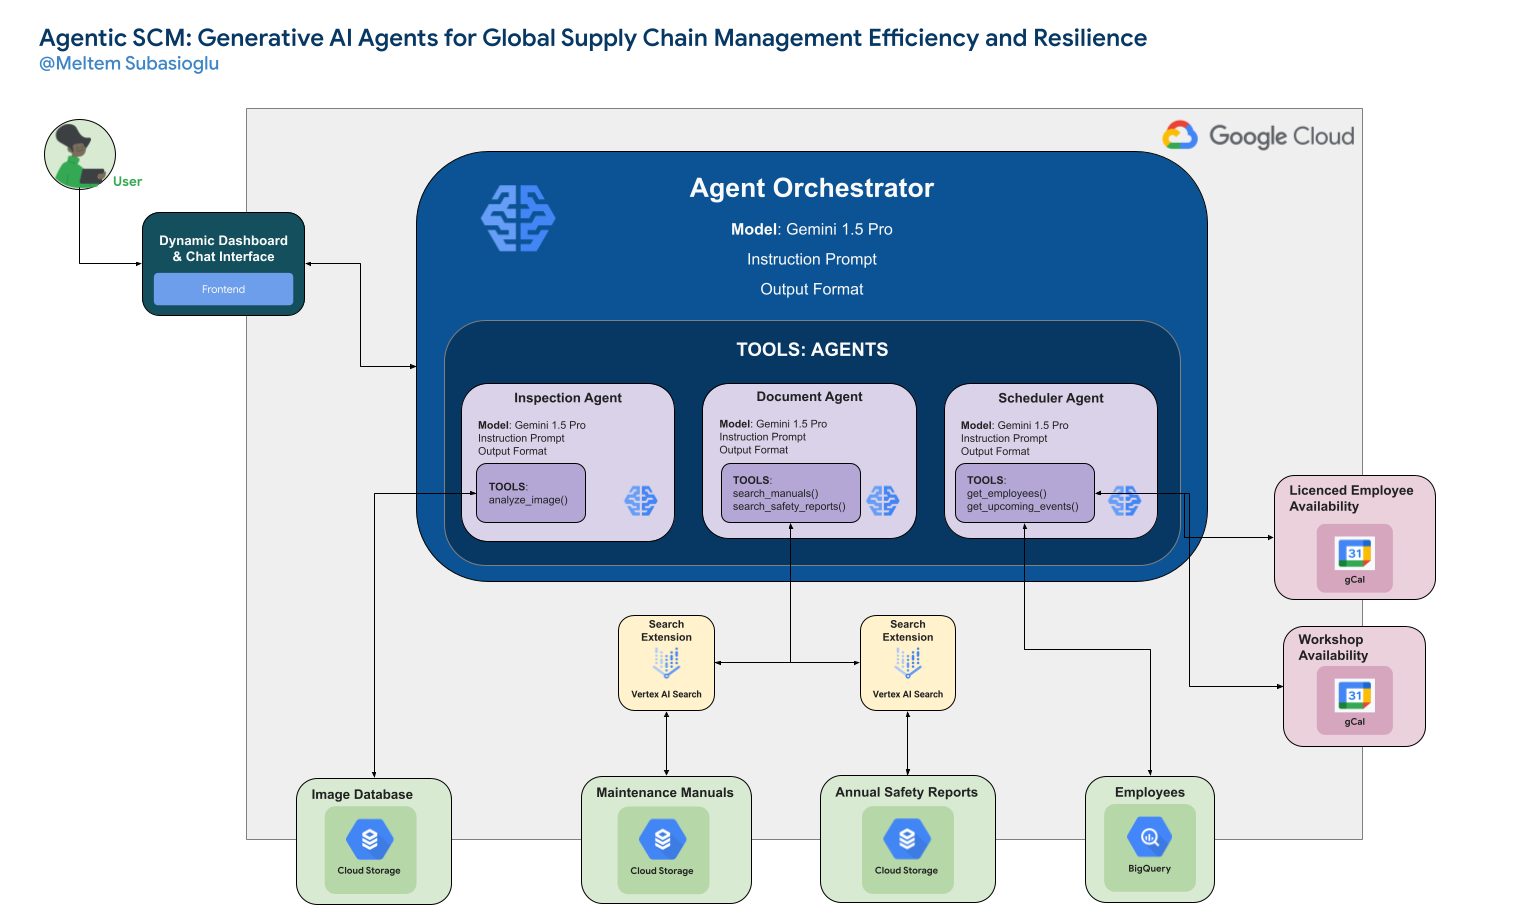 Agentic SCM: Generative AI Agents for Global Supply Chain Management Efficiency and Resilience
@Meltem Subasioglu
Google Cloud
User
Dynamic Dashboard
& Chat Interface
Frontend
Agent Orchestrator
Model: Gemini 1.5 Pro
Instruction Prompt
Output Format
TOOLS: AGENTS
Inspection Agent
Model: Gemini 1.5 Pro
Instruction Prompt
Output Format
TOOLS:
analyze_image()
Document Agent
Model: Gemini 1.5 Pro
Instruction Prompt
Output Format
TOOLS:
search_manuals()
search_safety_reports()
Scheduler Agent
Model: Gemini 1.5 Pro
Instruction Prompt
Output Format
TOOLS:
get_employees()
get_upcoming_events()
Licenced Employee
Availability
31
gCal
Workshop
Availability
31
gCal
Search
Extension
Vertex AI Search
Search
Extension
Vertex AI Search
Image Database
Cloud Storage
Maintenance Manuals
Cloud Storage
Annual Safety Reports
Cloud Storage
Employees
BigQuery